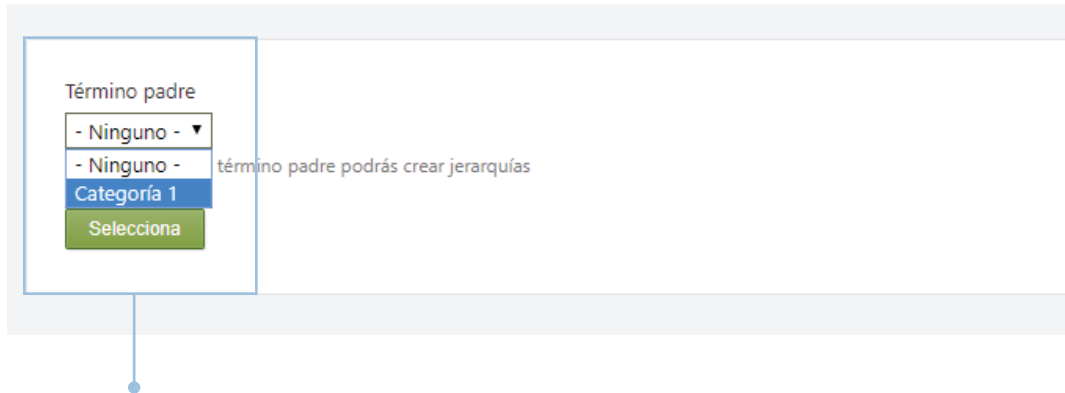 Término padre
- Ninguno -
- Ninguno - término padre podrás crear jerarquías
Categoría 1
Selecciona